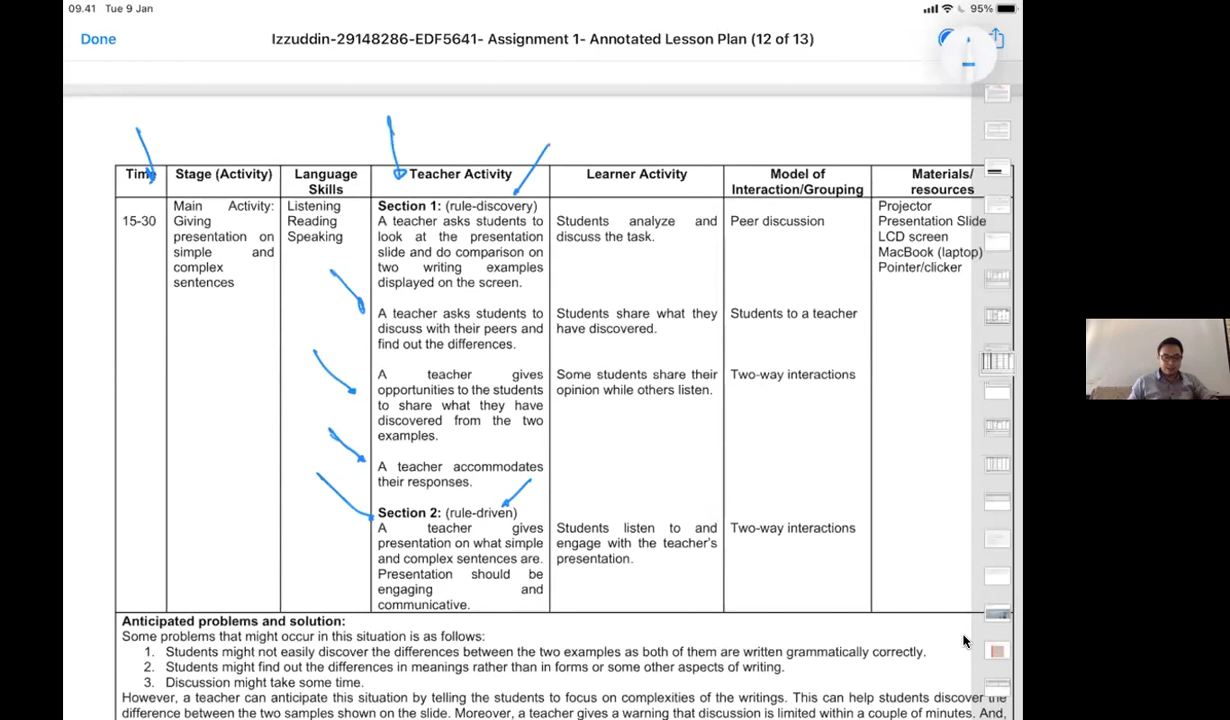 09.41 Tue 9 Jan
95%
Done
Izzuddin-29148286-EDF5641- Assignment 1- Annotated Lesson Plan (12 of 13)
Time
Stage (Activity)
Language
Skills
Teacher Activity
Learner Activity
Model of
Interaction/Grouping
Materials/
resources
15-30
Main Activity:
Giving
presentation on
simple and
complex
sentences
Listening
Reading
Speaking
Section 1: (rule-discovery)
A teacher asks students to
look at the presentation
slide and do comparison on
two writing examples
displayed on the screen.
Students analyze and
discuss the task.
Peer discussion
Projector
Presentation Slide
LCD screen
MacBook (laptop)
Pointer/clicker
A teacher asks students to
discuss with their peers and
find out the differences.
Students share what they
have discovered.
Students to a teacher
A teacher gives
opportunities to the students
to share what they have
discovered from the two
examples.
Some students share their
opinion while others listen.
Two-way interactions
A teacher accommodates
their responses.
Section 2: (rule-driven)
A teacher gives
presentation on what simple
and complex sentences are.
Presentation should be
engaging and
communicative.
Students listen to and
engage with the teacher's
presentation.
Two-way interactions
Anticipated problems and solution:
Some problems that might occur in this situation is as follows:
1. Students might not easily discover the differences between the two examples as both of them are written grammatically correctly.
2. Students might find out the differences in meanings rather than in forms or some other aspects of writing.
3. Discussion might take some time.
However, a teacher can anticipate this situation by telling the students to focus on complexities of the writings. This can help students discover the
difference between the two samples shown on the slide. Moreover, a teacher gives a warning that discussion is limited within a couple of minutes. And,